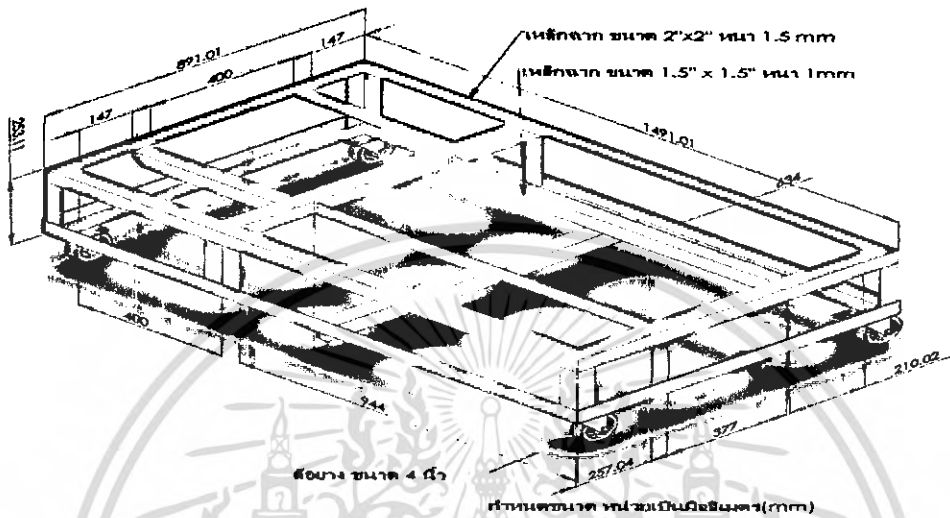 เหล็กฉาก ขนาด 2"x2" หนา 1.5 mm
เหล็กฉาก ขนาด 1.5" x 1.5" หนา 1mm
891.01
147
400
147
1491.01
634
400
944
210.02
377
257.04
ล้อยาง ขนาด 4 นิ้ว
กำหนดขนาด หน่วยเป็นมิลลิเมตร(mm)